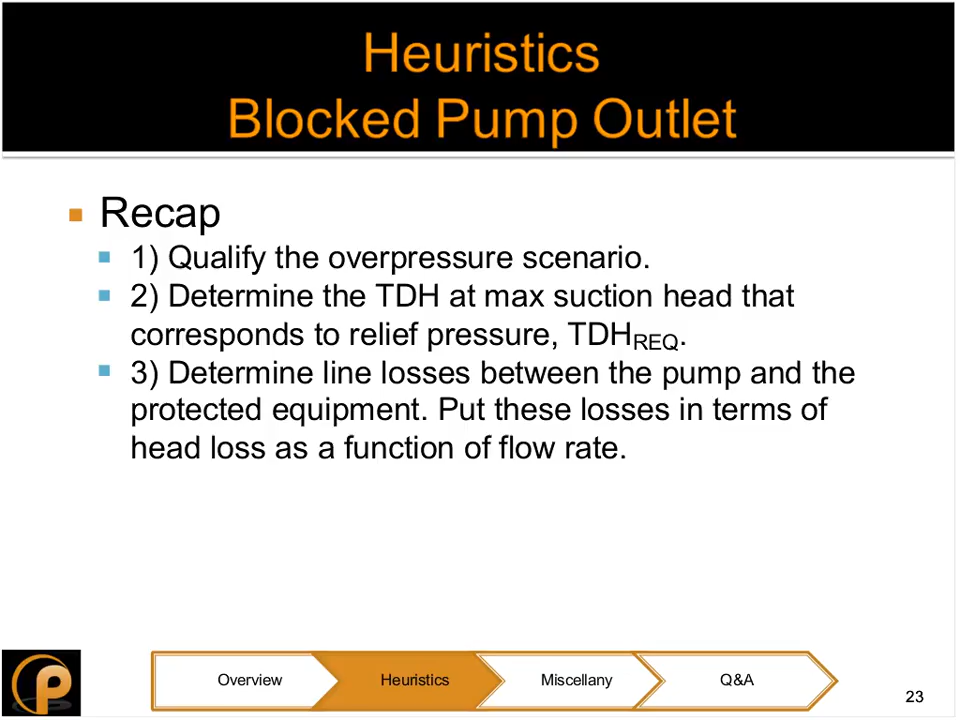 Heuristics
Blocked Pump Outlet
Recap
1) Qualify the overpressure scenario.
2) Determine the TDH at max suction head that
corresponds to relief pressure, TDHREQ.
3) Determine line losses between the pump and the
protected equipment. Put these losses in terms of
head loss as a function of flow rate.
P
Overview
Heuristics
Miscellany
Q&A
23